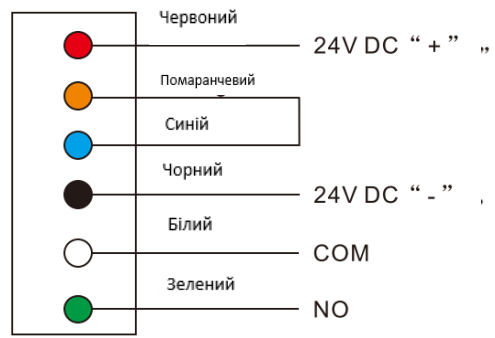 Червоний
24V DC “ + ” „
Помаранчевий
Синій
Чорний
24V DC “ - ” .
Білий
COM
Зелений
NO